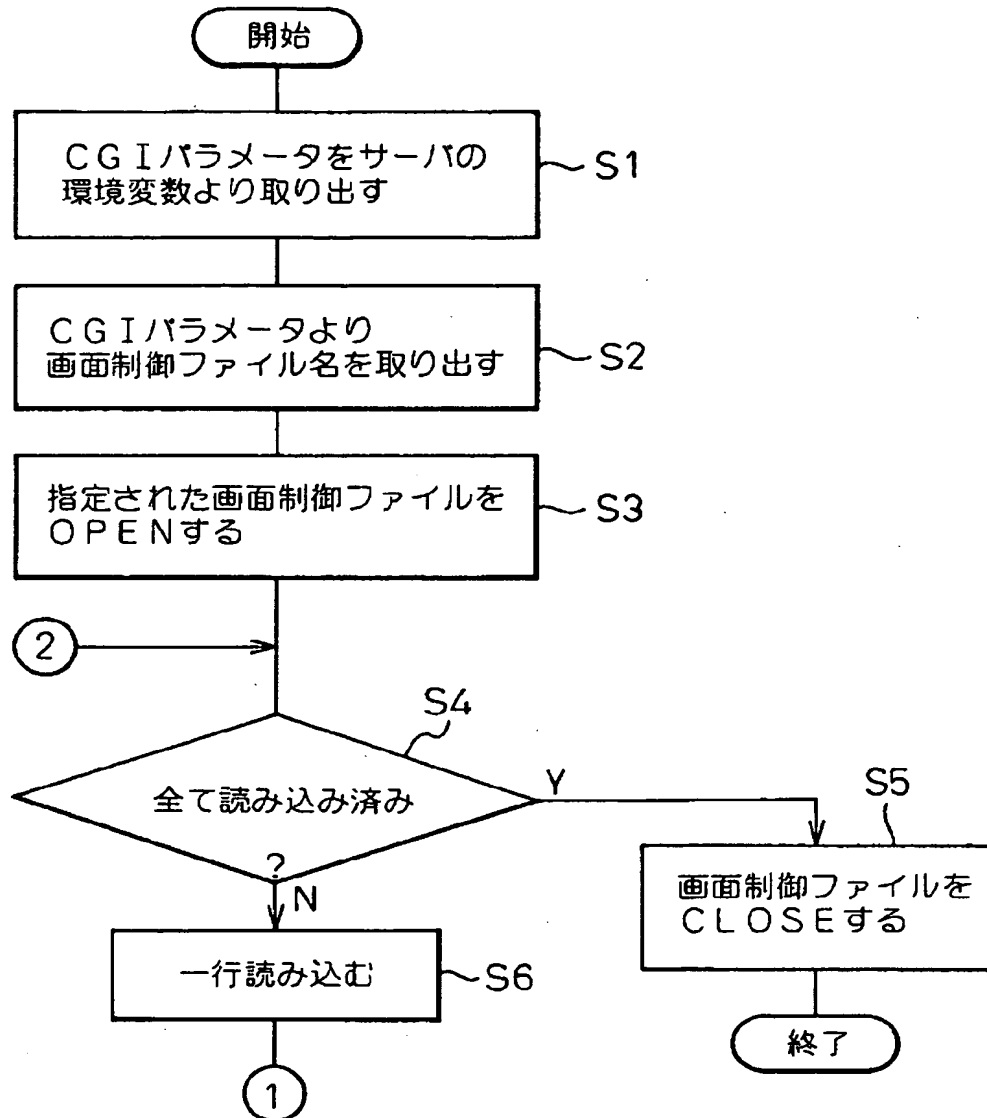 開始
CGIパラメータをサーバの
環境変数より取り出す
S1
CGIパラメータより
画面制御ファイル名を取り出す
S2
指定された画面制御ファイルを
OPENする
S3
2
S4
全て読み込み済み
?
Y
N
S5
画面制御ファイルを
CLOSEする
一行読み込む
S6
終了
1